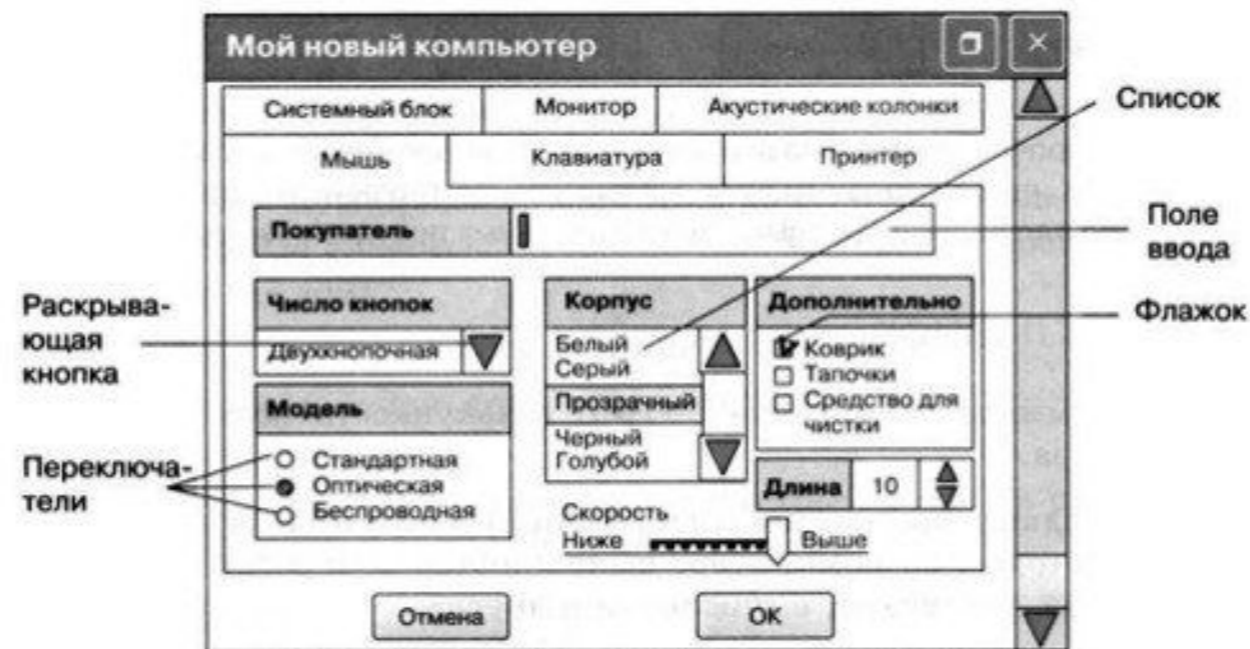 Мой новый компьютер
Системный блок
Монитор
Акустические колонки
Мышь
Клавиатура
Принтер
Покупатель
Число кнопок
Двухкнопочная
Модель
Стандартная
Оптическая
Беспроводная
Корпус
Белый
Серый
Прозрачный
Черный
Голубой
Дополнительно
Коврик
Тапочки
Средство для
чистки
Длина 10
Скорость
Ниже Выше
Отмена
ОК
Список
Поле
ввода
Флажок
Раскрыва-
ющая
кнопка
Переключа-
тели